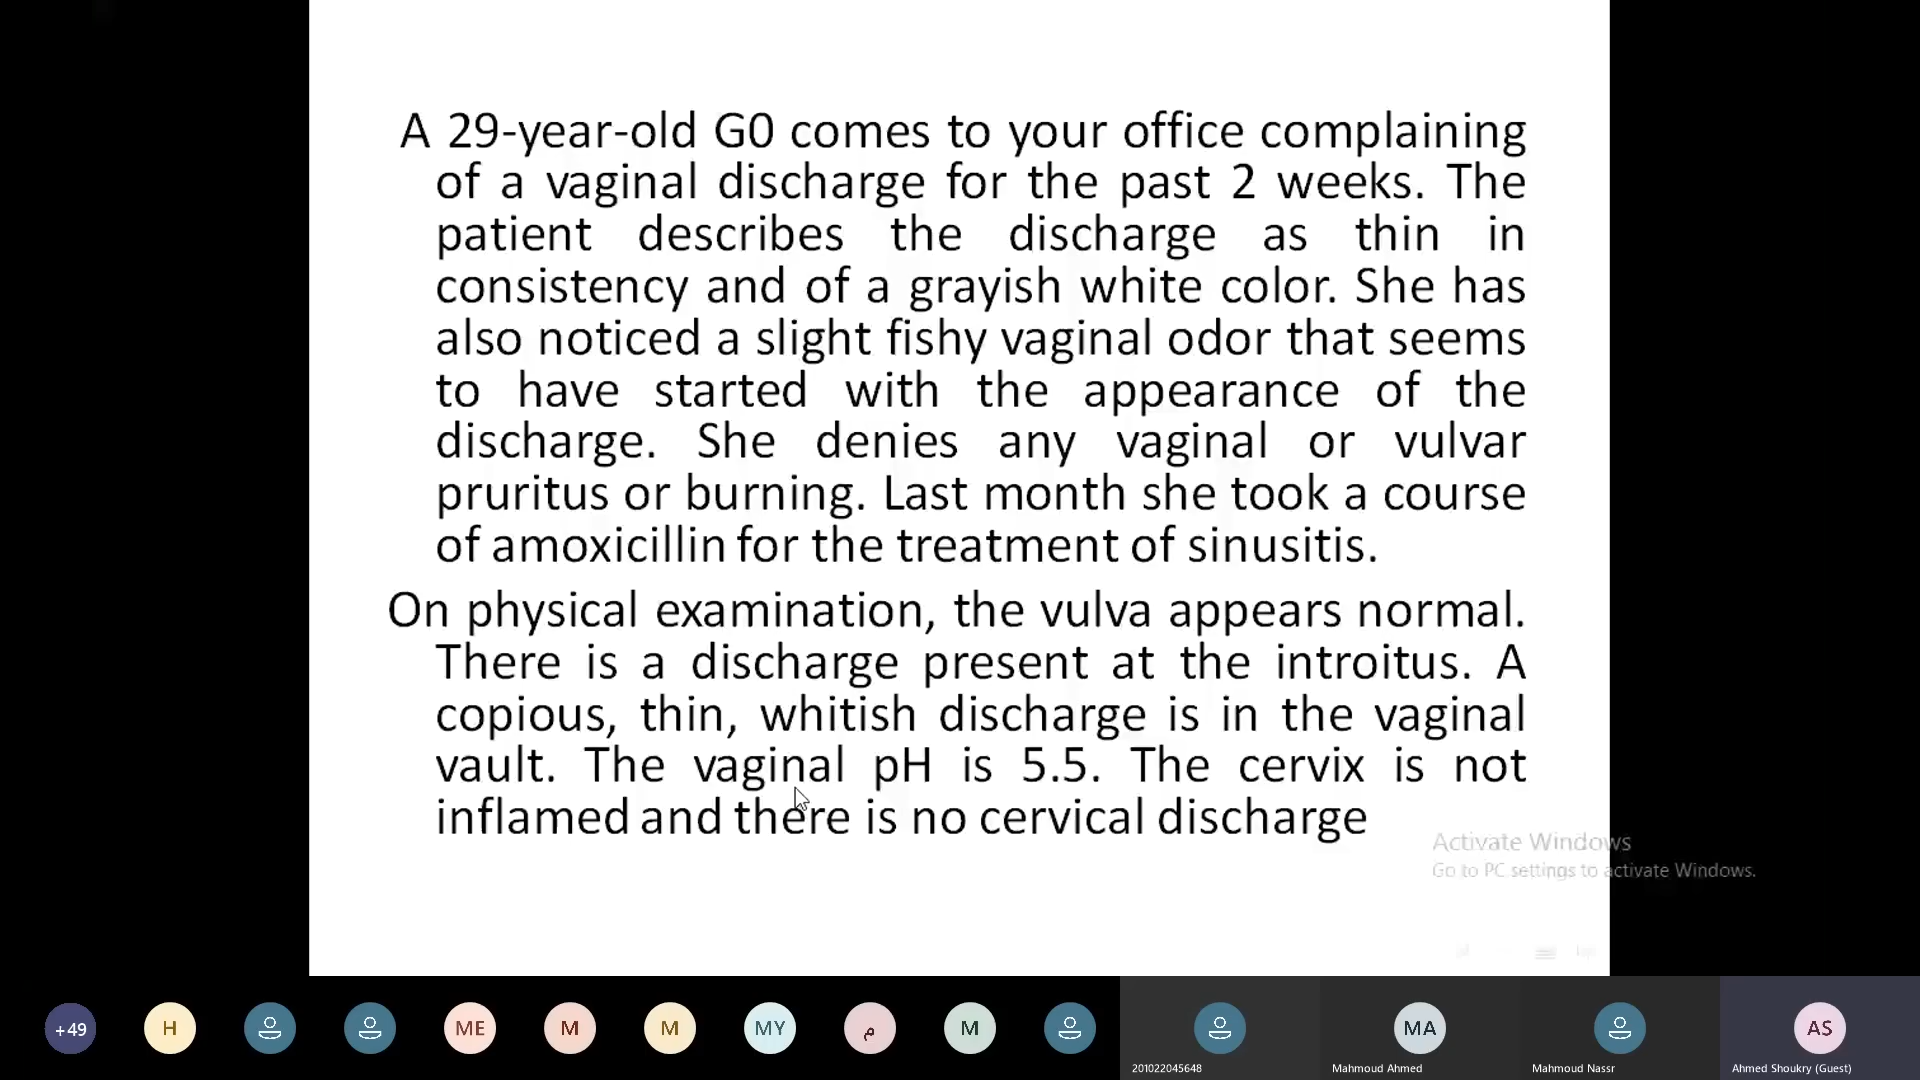 A 29-year-old G0 comes to your office complaining
of a vaginal discharge for the past 2 weeks. The
patient describes the discharge as thin in
consistency and of a grayish white color. She has
also noticed a slight fishy vaginal odor that seems
to have started with the appearance of the
discharge. She denies any vaginal or vulvar
pruritus or burning. Last month she took a course
of amoxicillin for the treatment of sinusitis.
On physical examination, the vulva appears normal.
There is a discharge present at the introitus. A
copious, thin, whitish discharge is in the vaginal
vault. The vaginal pH is 5.5. The cervix is not
inflamed and there is no cervical discharge
Activate Windows
Go to PC settings to activate Windows.
+49 H ME M M MY م M MA AS
201022045648 Mahmoud Ahmed Mahmoud Nassr Ahmed Shoukry (Guest)